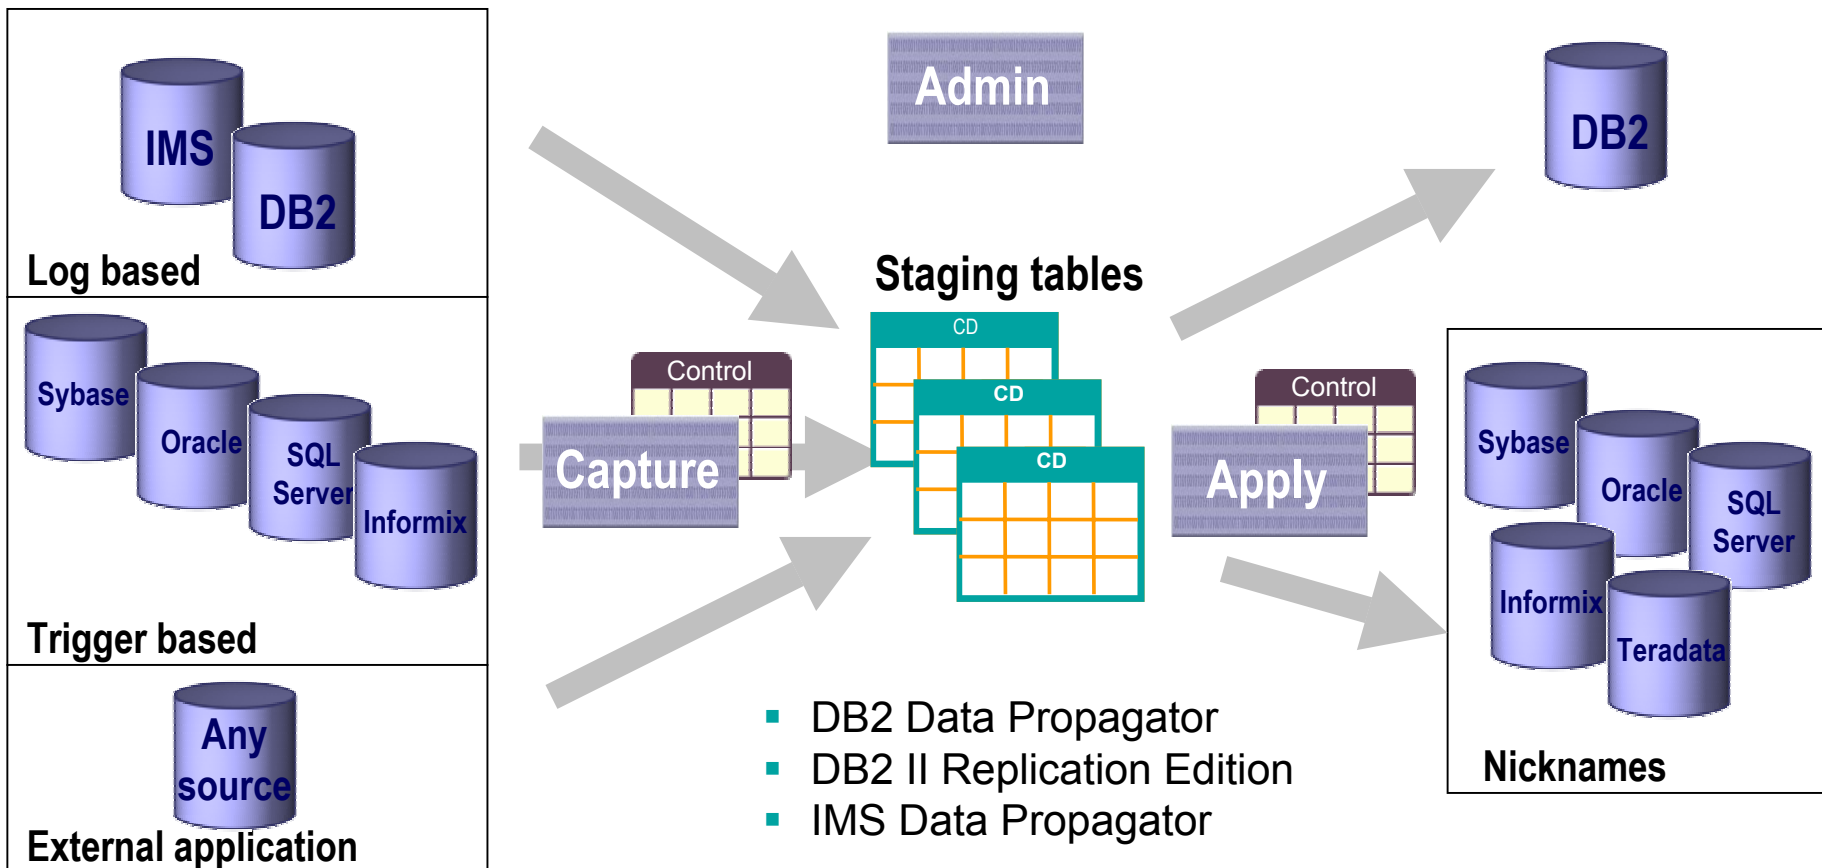 IMS
DB2
Log based
Sybase
Oracle
SQL
Server
Informix
Trigger based
Any
source
External application
Admin
Staging tables
CD
CD
CD
Control
Capture
Control
Apply
DB2 Data Propagator
DB2 II Replication Edition
IMS Data Propagator
DB2
Sybase
Oracle
SQL
Server
Informix
Teradata
Nicknames